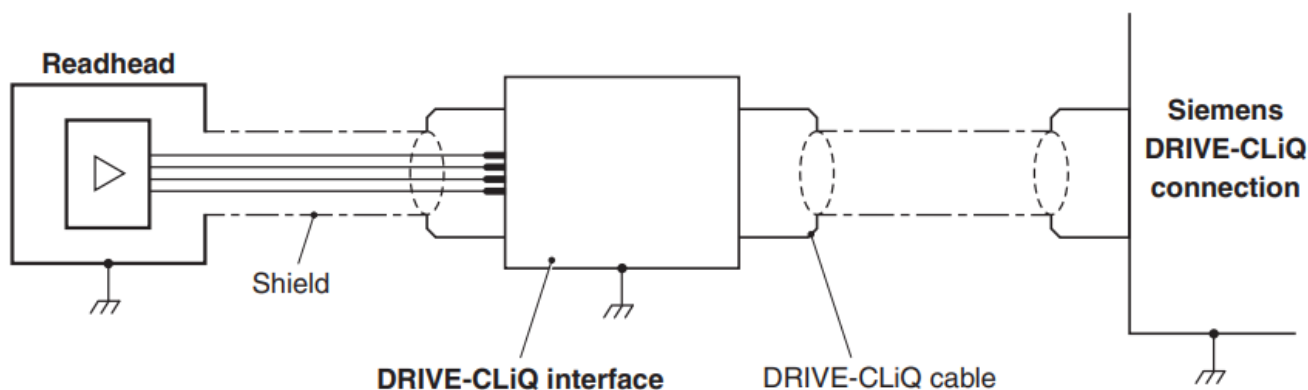 Readhead
Siemens
DRIVE-CLiQ
connection
Shield
DRIVE-CLiQ interface
DRIVE-CLiQ cable